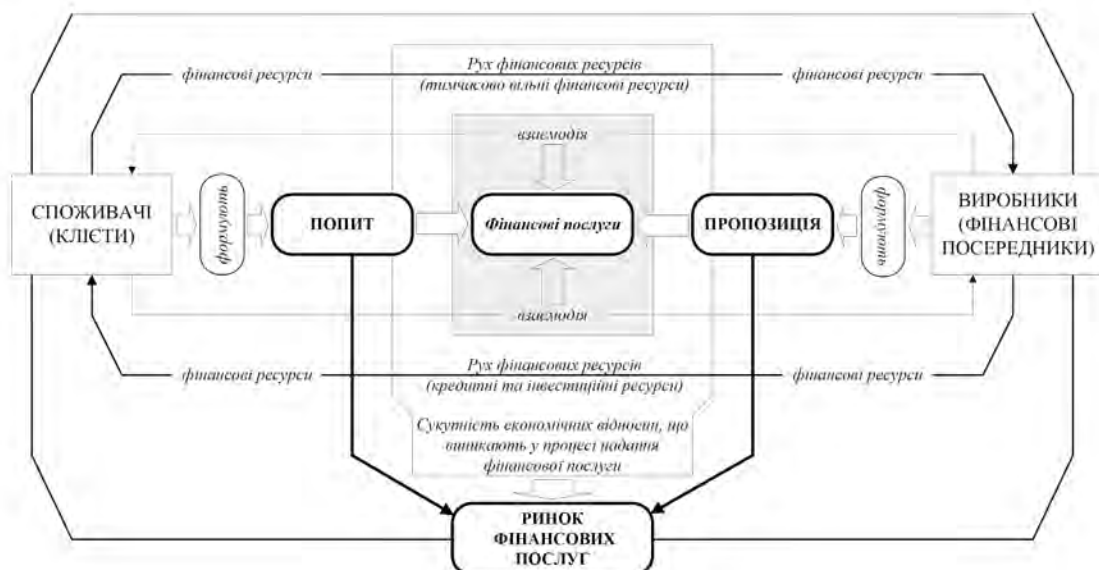 фінансові ресурси
Рух фінансових ресурсів
(тимчасово вільні фінансові ресурси)
фінансові ресурси
взаємодія
СПОЖИВАЧІ
(КЛІЄТИ)
формують
ПОПИТ
Фінансові послуги
ПРОПОЗИЦІЯ
формують
ВИРОБНИКИ
(ФІНАНСОВІ
ПОСЕРЕДНИКИ)
взаємодія
фінансові ресурси
Рух фінансових ресурсів
(кредитні та інвестиційні ресурси)
фінансові ресурси
Сукупність економічних відносин, що
виникають у процесі надання
фінансової послуги
РИНОК
ФІНАНСОВИХ
ПОСЛУГ